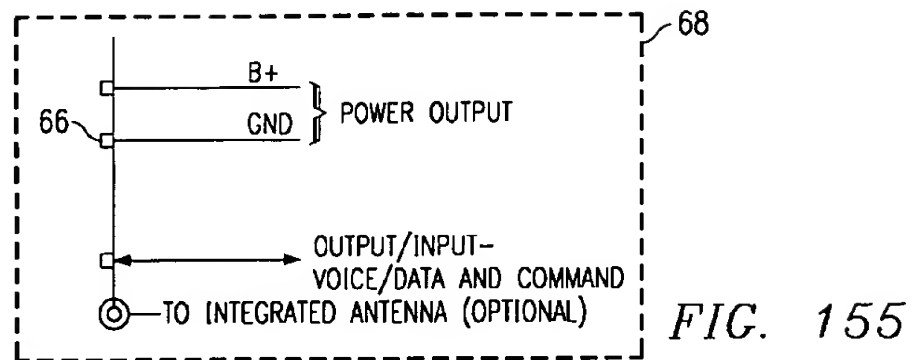 68
B+
POWER OUTPUT
66
GND
OUTPUT/INPUT-
VOICE/DATA AND COMMAND
TO INTEGRATED ANTENNA (OPTIONAL)
FIG. 155